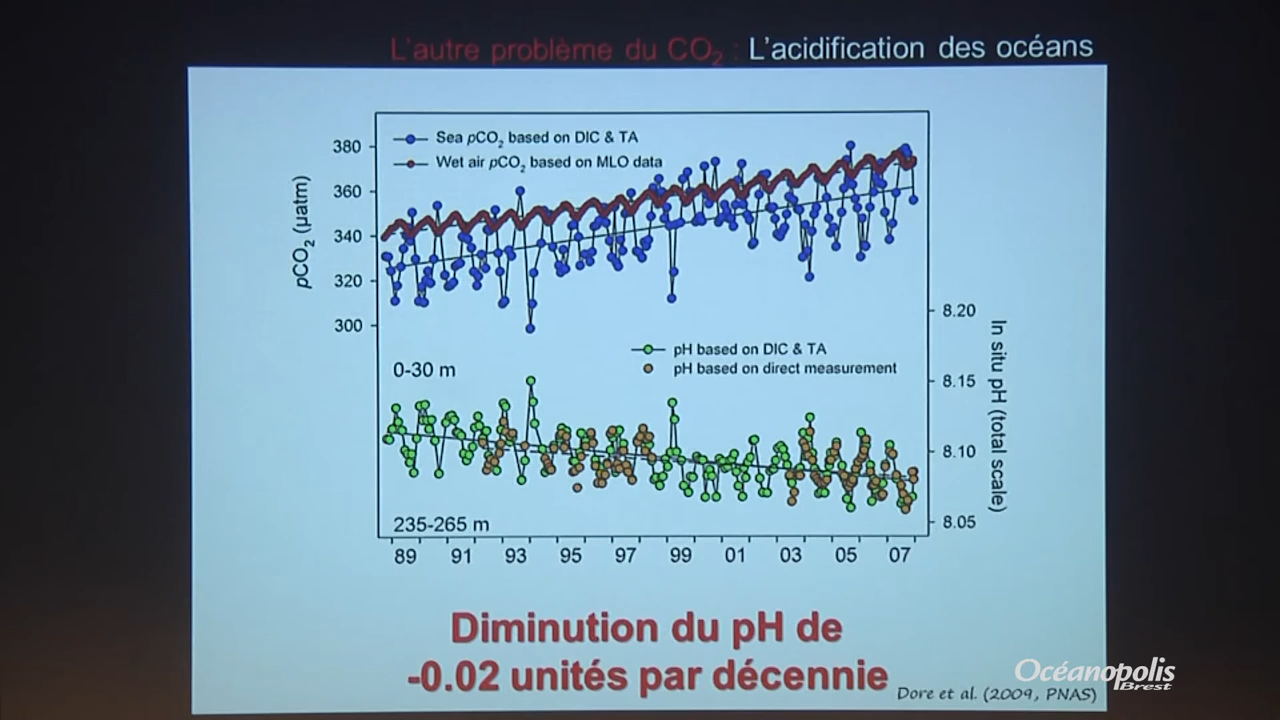 L'autre problème du CO₂ : L'acidification des océans
Sea pCO₂ based on DIC & TA
Wet air pCO₂ based on MLO data
380
360
340
320
300
pCO₂ (µatm)
8.20
8.15
8.10
8.05
In situ pH (total scale)
pH based on DIC & TA
pH based on direct measurement
0-30 m
235-265 m
89 91 93 95 97 99 01 03 05 07
Diminution du pH de
-0.02 unités par décennie
Dore et al. (2009, PNAS)
Océanopolis
Brest